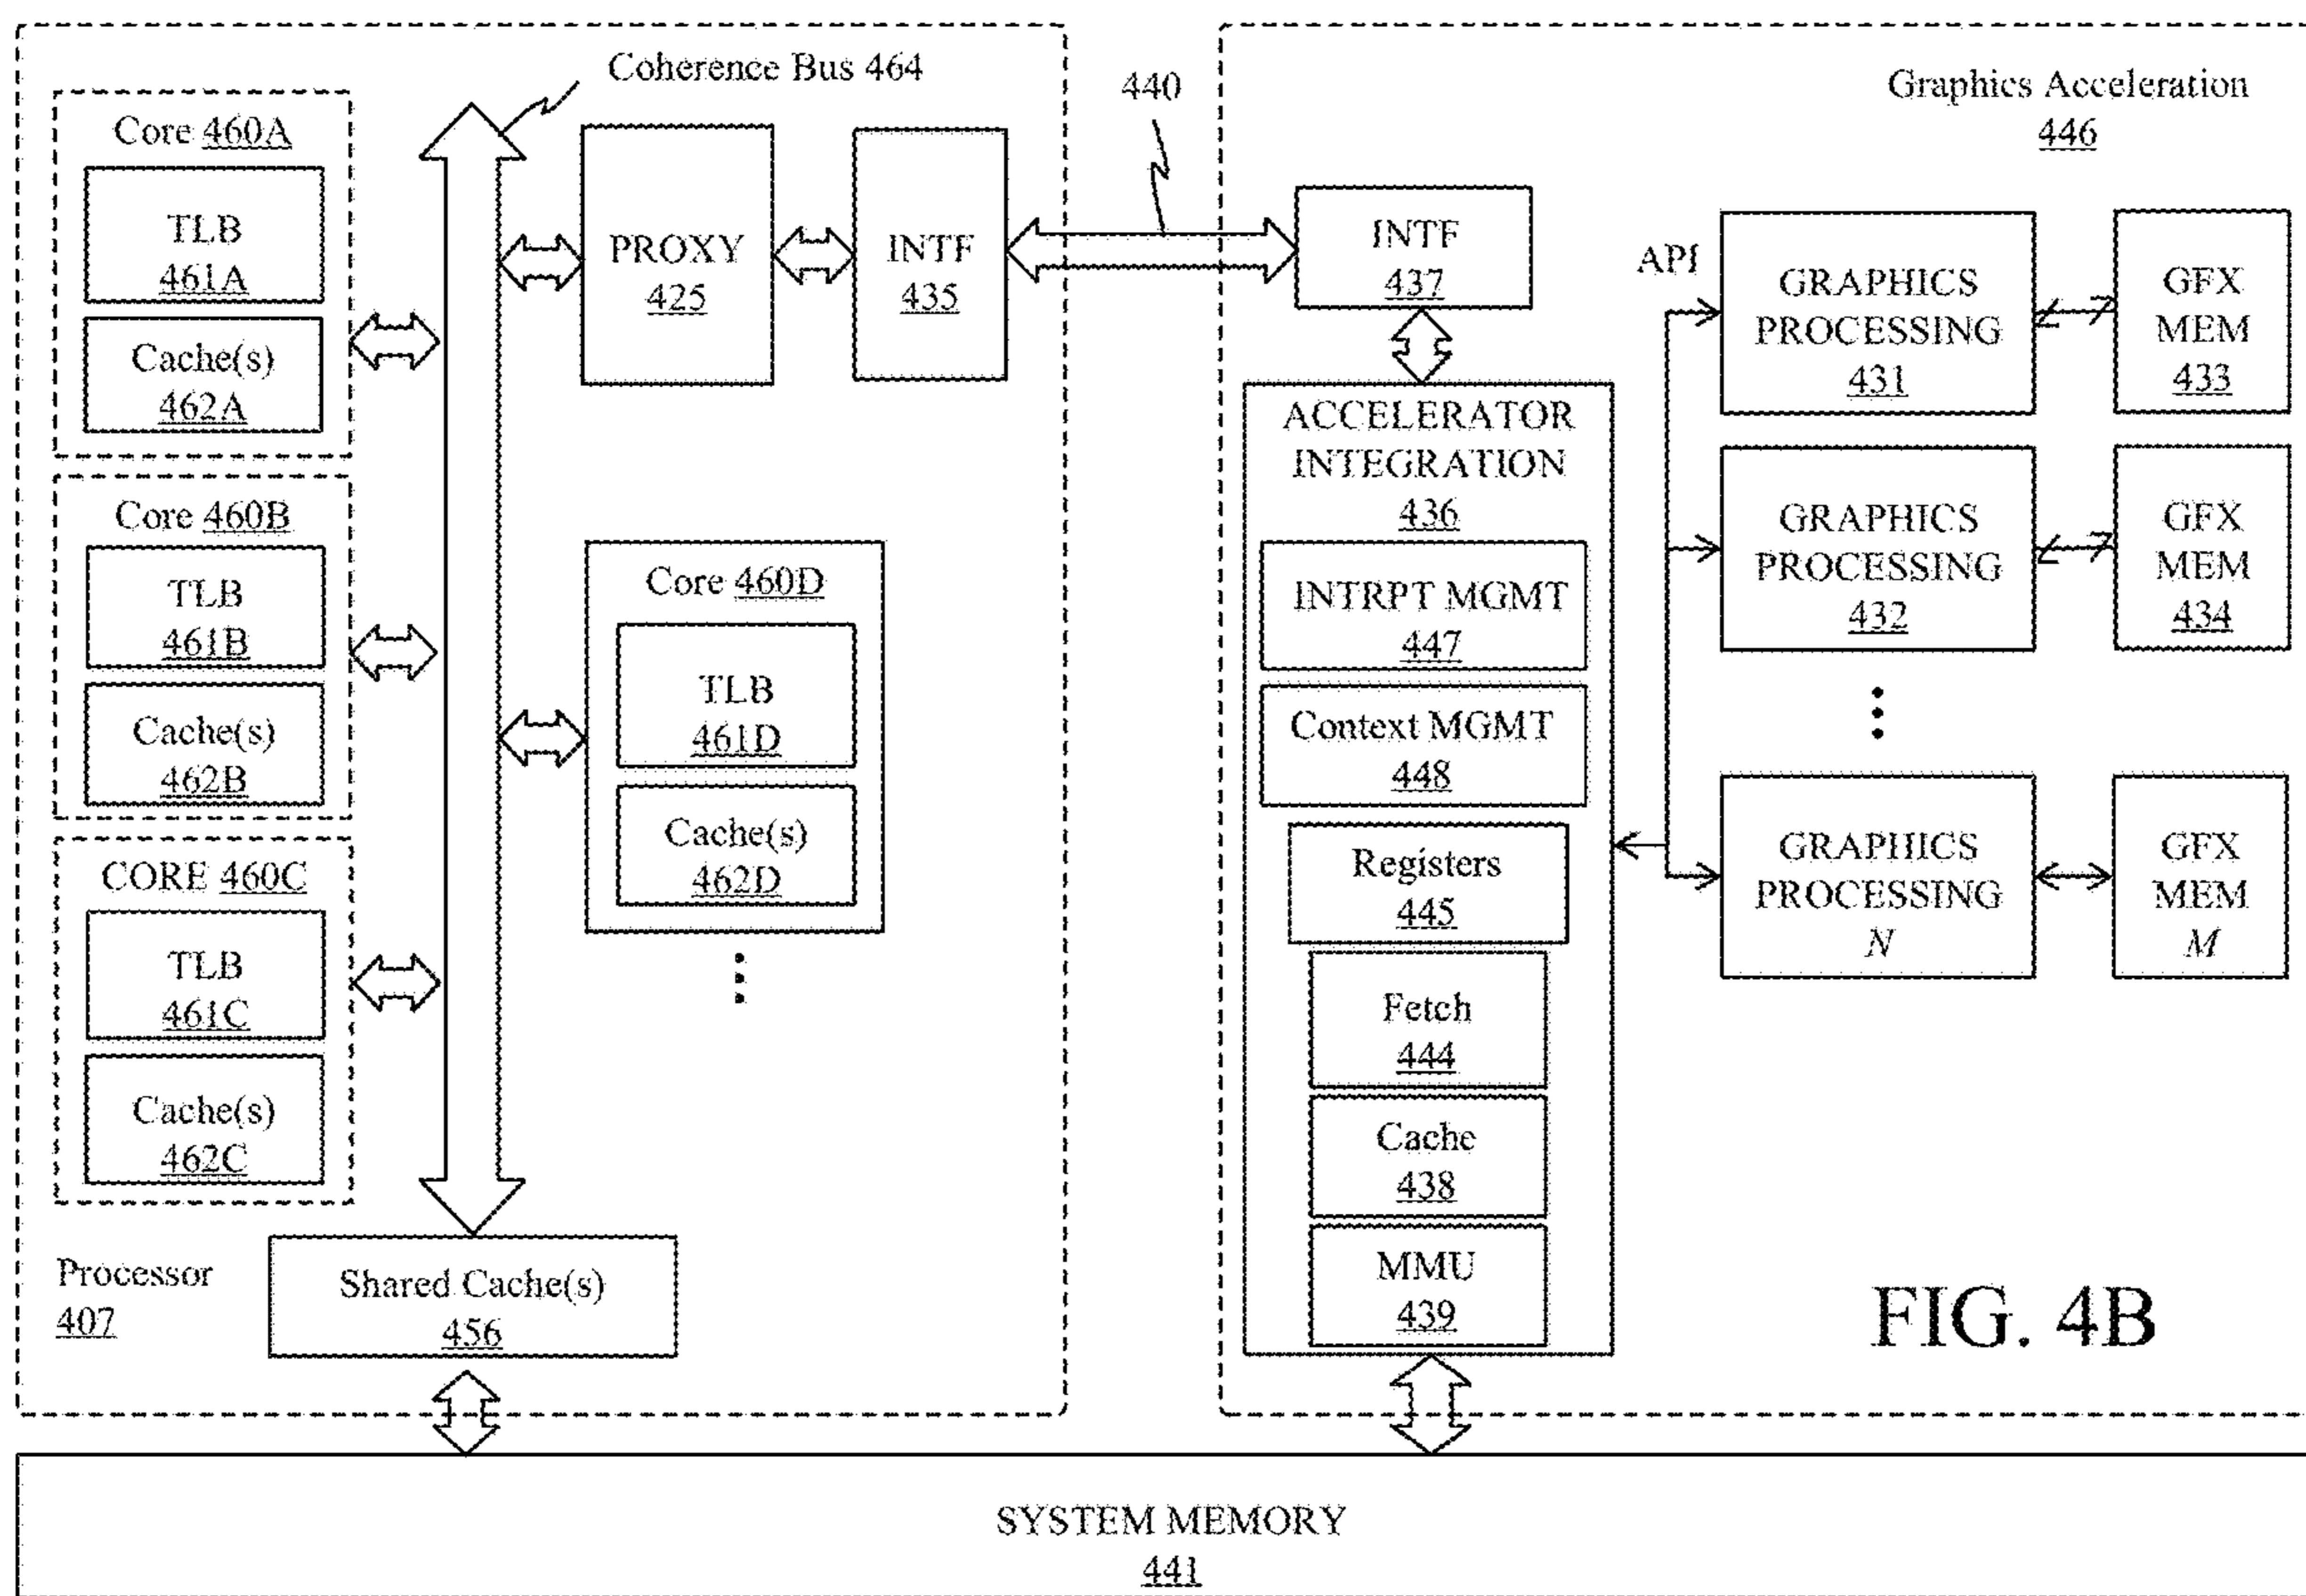 Coherence Bus 464
Core 460A
TLB
461A
Cache(s)
462A
Core 460B
TLB
461B
Cache(s)
462B
CORE 460C
TLB
461C
Cache(s)
462C
PROXY
425
INTF
435
Core 460D
TLB
461D
Cache(s)
462D
Processor
407
Shared Cache(s)
456
440
Graphics Acceleration
446
INTF
437
ACCELERATOR
INTEGRATION
436
INTRPT MGMT
447
Context MGMT
448
Registers
445
Fetch
444
Cache
438
MMU
439
API
GRAPHICS
PROCESSING
431
GFX
MEM
433
GRAPHICS
PROCESSING
432
GFX
MEM
434
GRAPHICS
PROCESSING
N
GFX
MEM
M
FIG. 4B
SYSTEM MEMORY
441